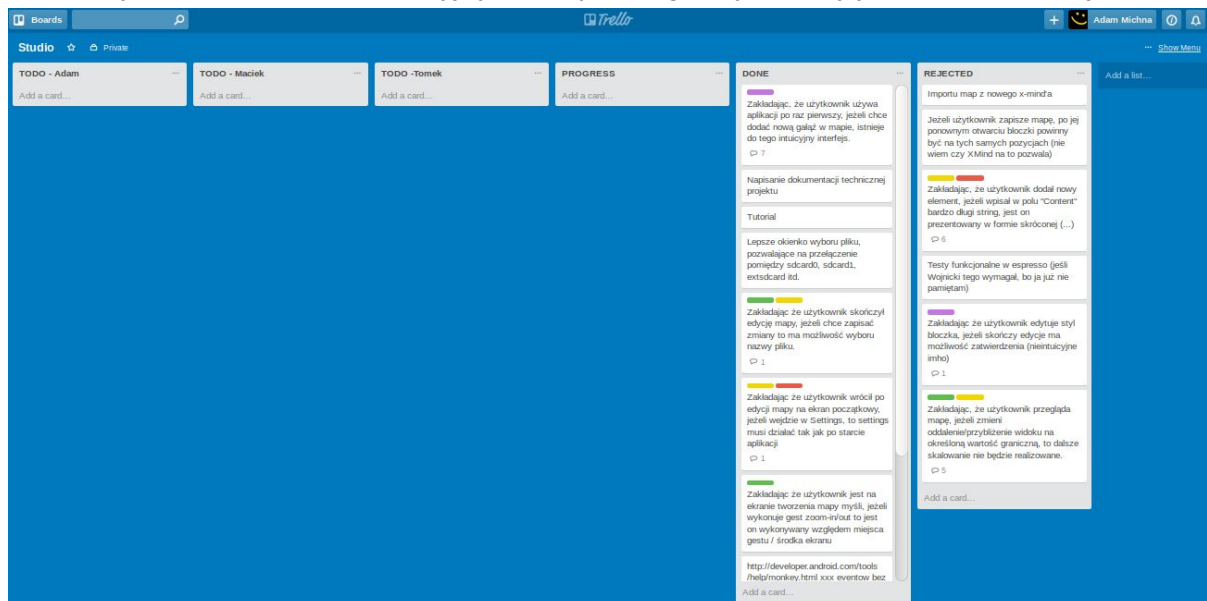 Boards
Trello
Adam Michna
Studio
Private
Show Menu
TODO - Adam
Add a card...
TODO - Maciek
Add a card...
TODO -Tomek
Add a card...
PROGRESS
Add a card...
DONE
Zakładając, że użytkownik używa
aplikacji po raz pierwszy, jeżeli chce
dodać nową gałąź w mapie, istnieje
do tego intuicyjny interfejs.
7
Napisanie dokumentacji technicznej
projektu
Tutorial
Lepsze okienko wyboru pliku,
pozwalające na przełączenie
pomiędzy sdcard0, sdcard1,
extsdcard itd.
Zakładając że użytkownik skończył
edycję mapy, jeżeli chce zapisać
zmiany to ma możliwość wyboru
nazwy pliku.
1
Zakładając że użytkownik wrócił po
edycji mapy na ekran początkowy,
jeżeli wejdzie w Settings, to settings
musi działać tak jak po starcie
aplikacji
1
Zakładając że użytkownik jest na
ekranie tworzenia mapy myśli, jeżeli
wykonuje gest zoom-in/out to jest
on wykonywany względem miejsca
gestu / środka ekranu
http://developer.android.com/tools
/help/monkey.html xxx eventow bez
Add a card...
REJECTED
Importu map z nowego x-mind'a
Jeżeli użytkownik zapisze mapę, po jej
ponownym otwarciu bloczki powinny
być na tych samych pozycjach (nie
wiem czy XMind na to pozwala)
Zakładając, że użytkownik dodał nowy
element, jeżeli wpisał w polu "Content"
bardzo długi string, jest on
prezentowany w formie skróconej (...)
6
Testy funkcjonalne w espresso (jeśli
Wojnicki tego wymagał, bo ja już nie
pamiętam)
Zakładając że użytkownik edytuje styl
bloczka, jeżeli skończy edycje ma
możliwość zatwierdzenia (nieintuicyjne
imho)
1
Zakładając, że użytkownik przegląda
mapę, jeżeli zmieni
oddalenie/przybliżenie widoku na
określoną wartość graniczną, to dalsze
skalowanie nie będzie realizowane.
5
Add a card...
Add a list...